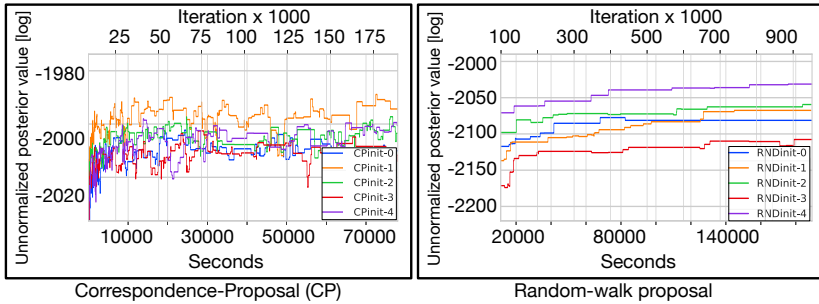 Iteration x 1000
25 50 75 100 125 150 175
Unnormalized posterior value [log]
-1980
-2000
-2020
CPinit-0
CPinit-1
CPinit-2
CPinit-3
CPinit-4
10000 30000 50000 70000
Seconds
Correspondence-Proposal (CP)
Iteration x 1000
100 300 500 700 900
Unnormalized posterior value [log]
-2000
-2050
-2100
-2150
-2200
RNDinit-0
RNDinit-1
RNDinit-2
RNDinit-3
RNDinit-4
20000 80000 140000
Seconds
Random-walk proposal